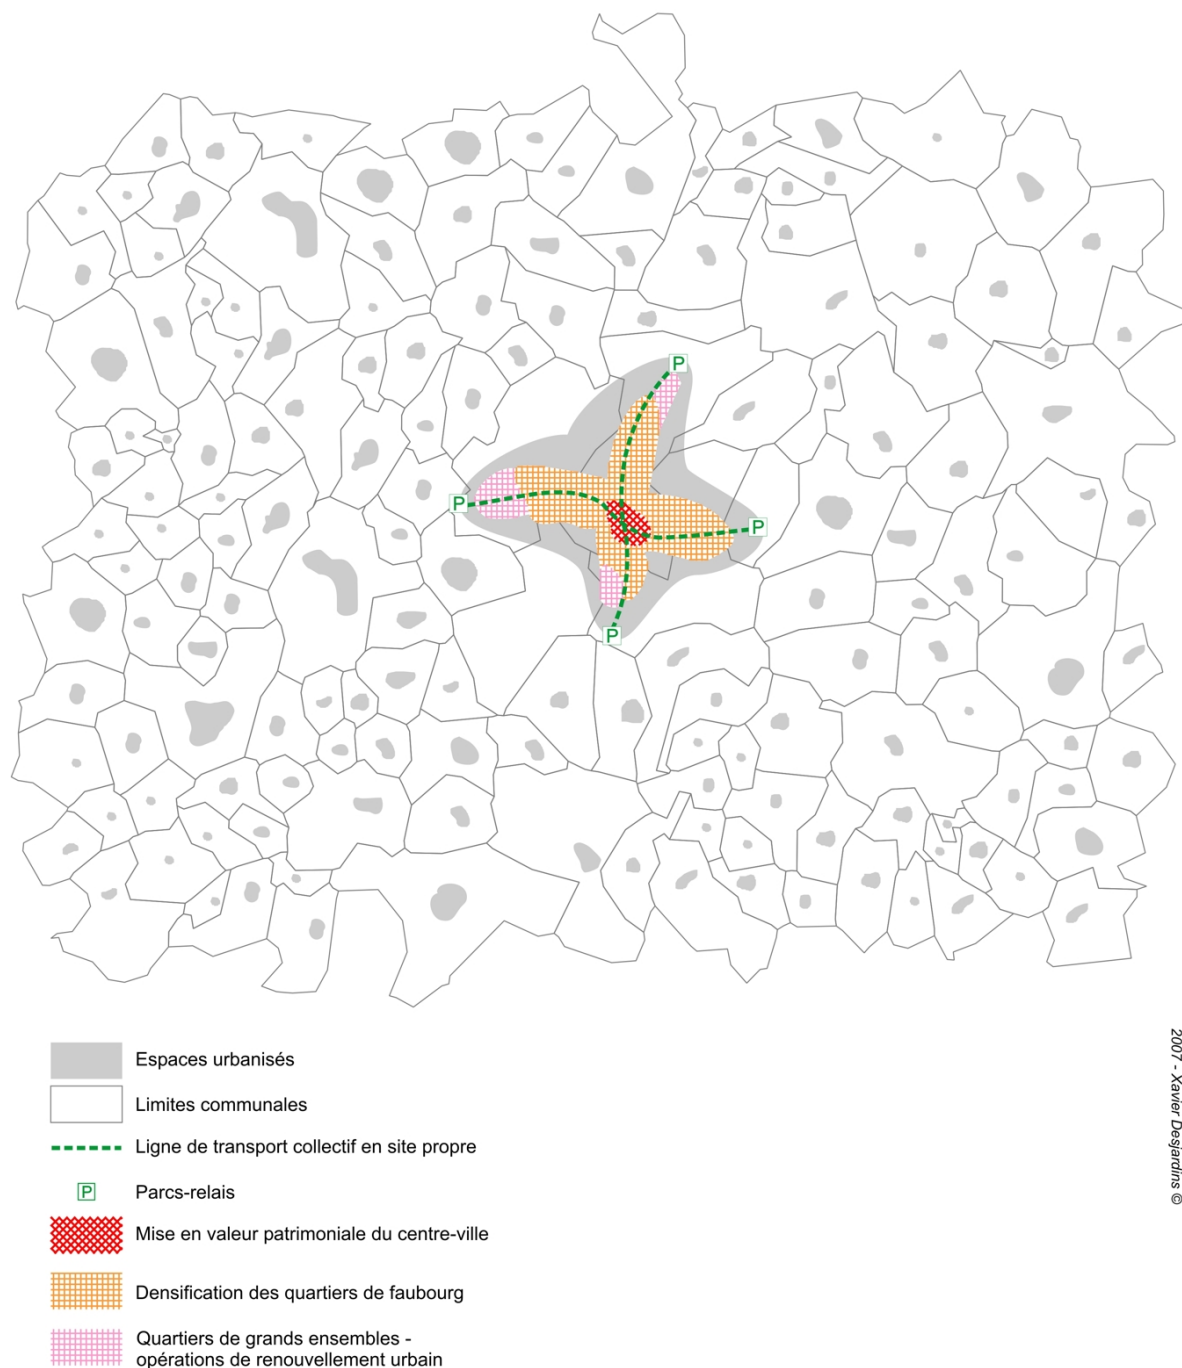 P
P
P
P
Espaces urbanisés
Limites communales
Ligne de transport collectif en site propre
P
Parcs-relais
Mise en valeur patrimoniale du centre-ville
Densification des quartiers de faubourg
Quartiers de grands ensembles -
opérations de renouvellement urbain
2007 - Xavier Desjardins ©